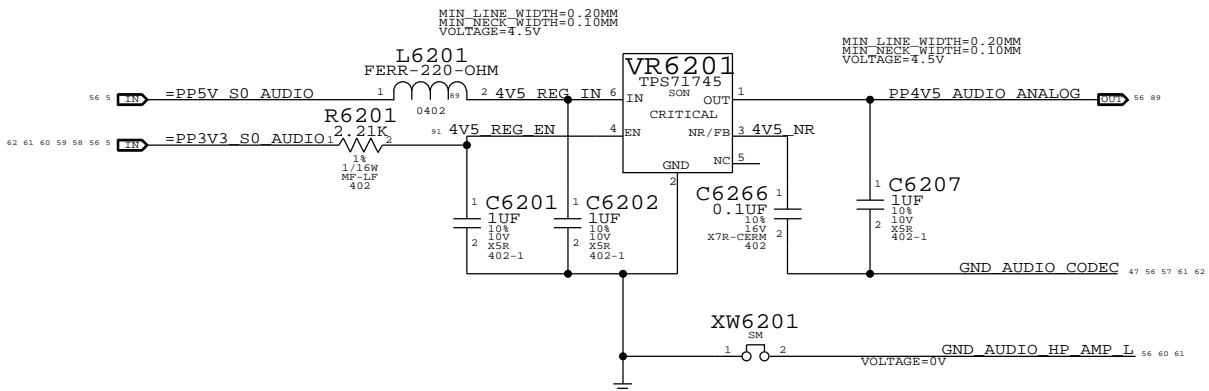 MIN_LINE_WIDTH=0.20MM
MIN_NECK_WIDTH=0.10MM
VOLTAGE=4.5V
MIN_LINE_WIDTH=0.20MM
MIN_NECK_WIDTH=0.10MM
VOLTAGE=4.5V
L6201
FERR-220-OHM
VR6201
TPS71745
SON
56 5 IN =PP5V_S0_AUDIO 1 2 4V5_REG_IN 6 IN
89
0402
OUT 1 PP4V5_AUDIO_ANALOG OUT 56 89
CRITICAL
R6201
2.21K
62 61 60 59 58 56 5 IN =PP3V3_S0_AUDIO 1 2
91 4V5_REG_EN 4 EN
NR/FB 3 4V5_NR
1%
1/16W
MF-LF
402
NC 5
GND
2
1 C6201
1UF
10%
10V
2 X5R
402-1
1 C6202
1UF
10%
10V
2 X5R
402-1
C6266 1
0.1UF
10%
16V
X7R-CERM 2
402
1 C6207
1UF
10%
10V
2 X5R
402-1
GND_AUDIO_CODEC 47 56 57 61 62
XW6201
SM
1 2 GND_AUDIO_HP_AMP_L 56 60 61
VOLTAGE=0V